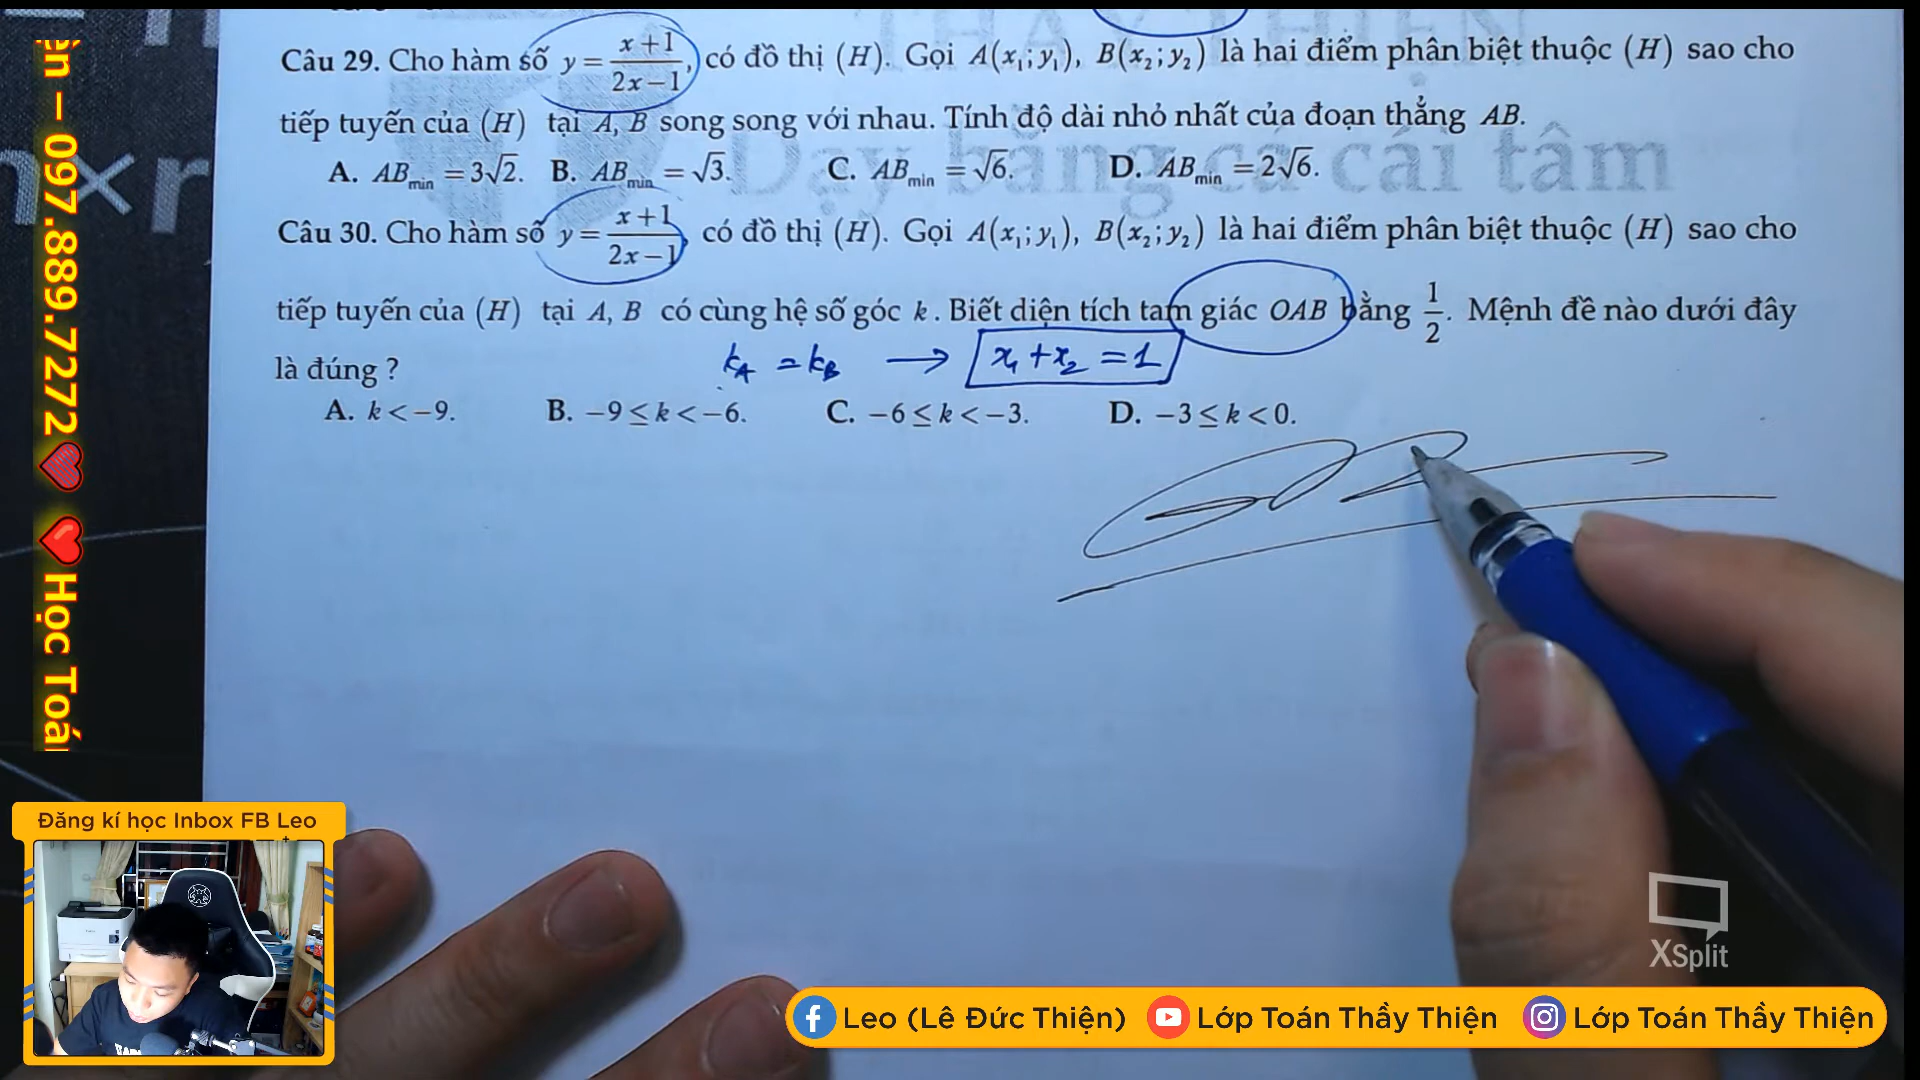 Câu 29. Cho hàm số y = \frac{x+1}{2x-1}, có đồ thị (H). Gọi A(x₁; y₁), B(x₂; y₂) là hai điểm phân biệt thuộc (H) sao cho
tiếp tuyến của (H) tại A, B song song với nhau. Tính độ dài nhỏ nhất của đoạn thẳng AB.
A. AB_min = 3√2. B. AB_min = √3. C. AB_min = √6. D. AB_min = 2√6.
Dạy bằng cả cái tâm
Câu 30. Cho hàm số y = \frac{x+1}{2x-1}, có đồ thị (H). Gọi A(x₁; y₁), B(x₂; y₂) là hai điểm phân biệt thuộc (H) sao cho
tiếp tuyến của (H) tại A, B có cùng hệ số góc k. Biết diện tích tam giác OAB bằng \frac{1}{2}. Mệnh đề nào dưới đây
là đúng ?
k_A = k_B → x₁ + x₂ = 1
A. k < −9. B. −9 ≤ k < −6. C. −6 ≤ k < −3. D. −3 ≤ k < 0.
– 097.889.7272 ♥ ♥ Học Toá
Đăng kí học Inbox FB Leo
XSplit
Leo (Lê Đức Thiện) Lớp Toán Thầy Thiện Lớp Toán Thầy Thiện